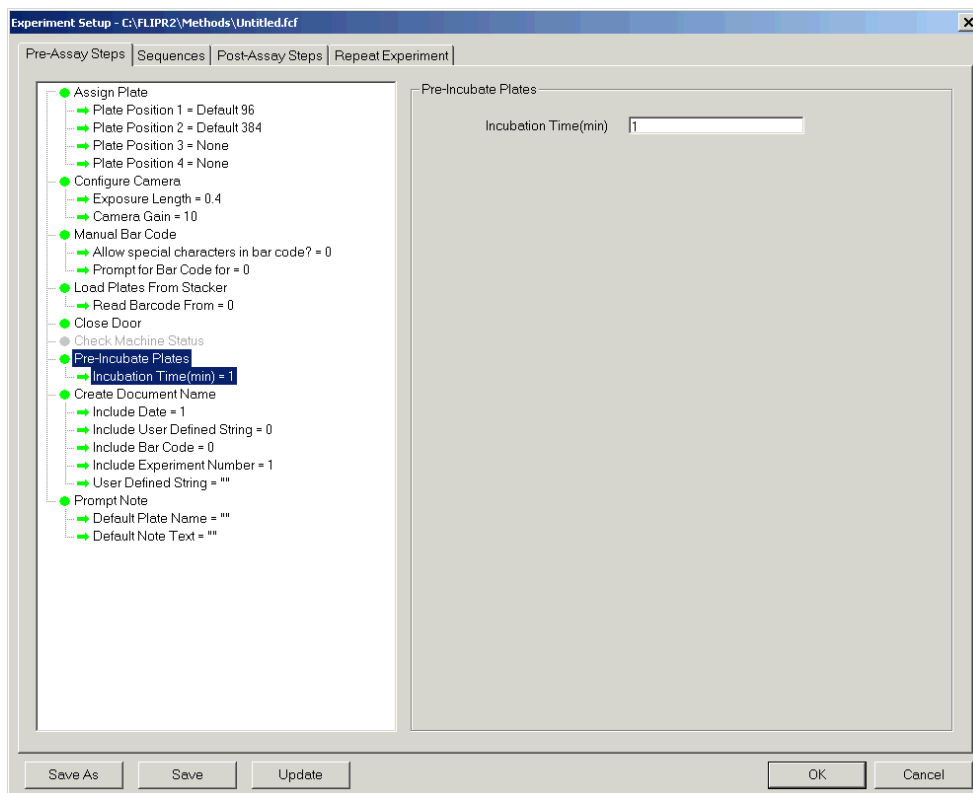 Experiment Setup - C:\FLIPR2\Methods\Untitled.fcf
Pre-Assay Steps
Sequences
Post-Assay Steps
Repeat Experiment
Assign Plate
Plate Position 1 = Default 96
Plate Position 2 = Default 384
Plate Position 3 = None
Plate Position 4 = None
Configure Camera
Exposure Length = 0.4
Camera Gain = 10
Manual Bar Code
Allow special characters in bar code? = 0
Prompt for Bar Code for = 0
Load Plates From Stacker
Read Barcode From = 0
Close Door
Check Machine Status
Pre-Incubate Plates
Incubation Time(min) = 1
Create Document Name
Include Date = 1
Include User Defined String = 0
Include Bar Code = 0
Include Experiment Number = 1
User Defined String = ""
Prompt Note
Default Plate Name = ""
Default Note Text = ""
Pre-Incubate Plates
Incubation Time(min) 1
Save As
Save
Update
OK
Cancel